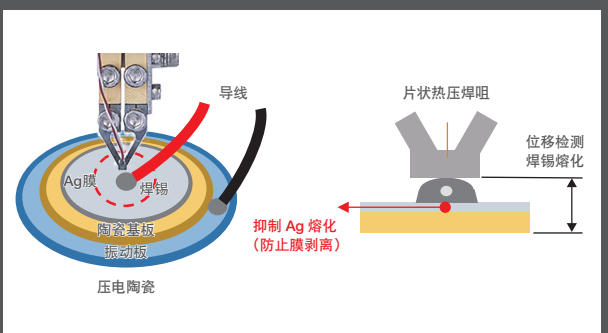 导线
Ag膜
焊锡
陶瓷基板
振动板
压电陶瓷
片状热压焊咀
位移检测
焊锡熔化
抑制 Ag 熔化
（防止膜剥离）